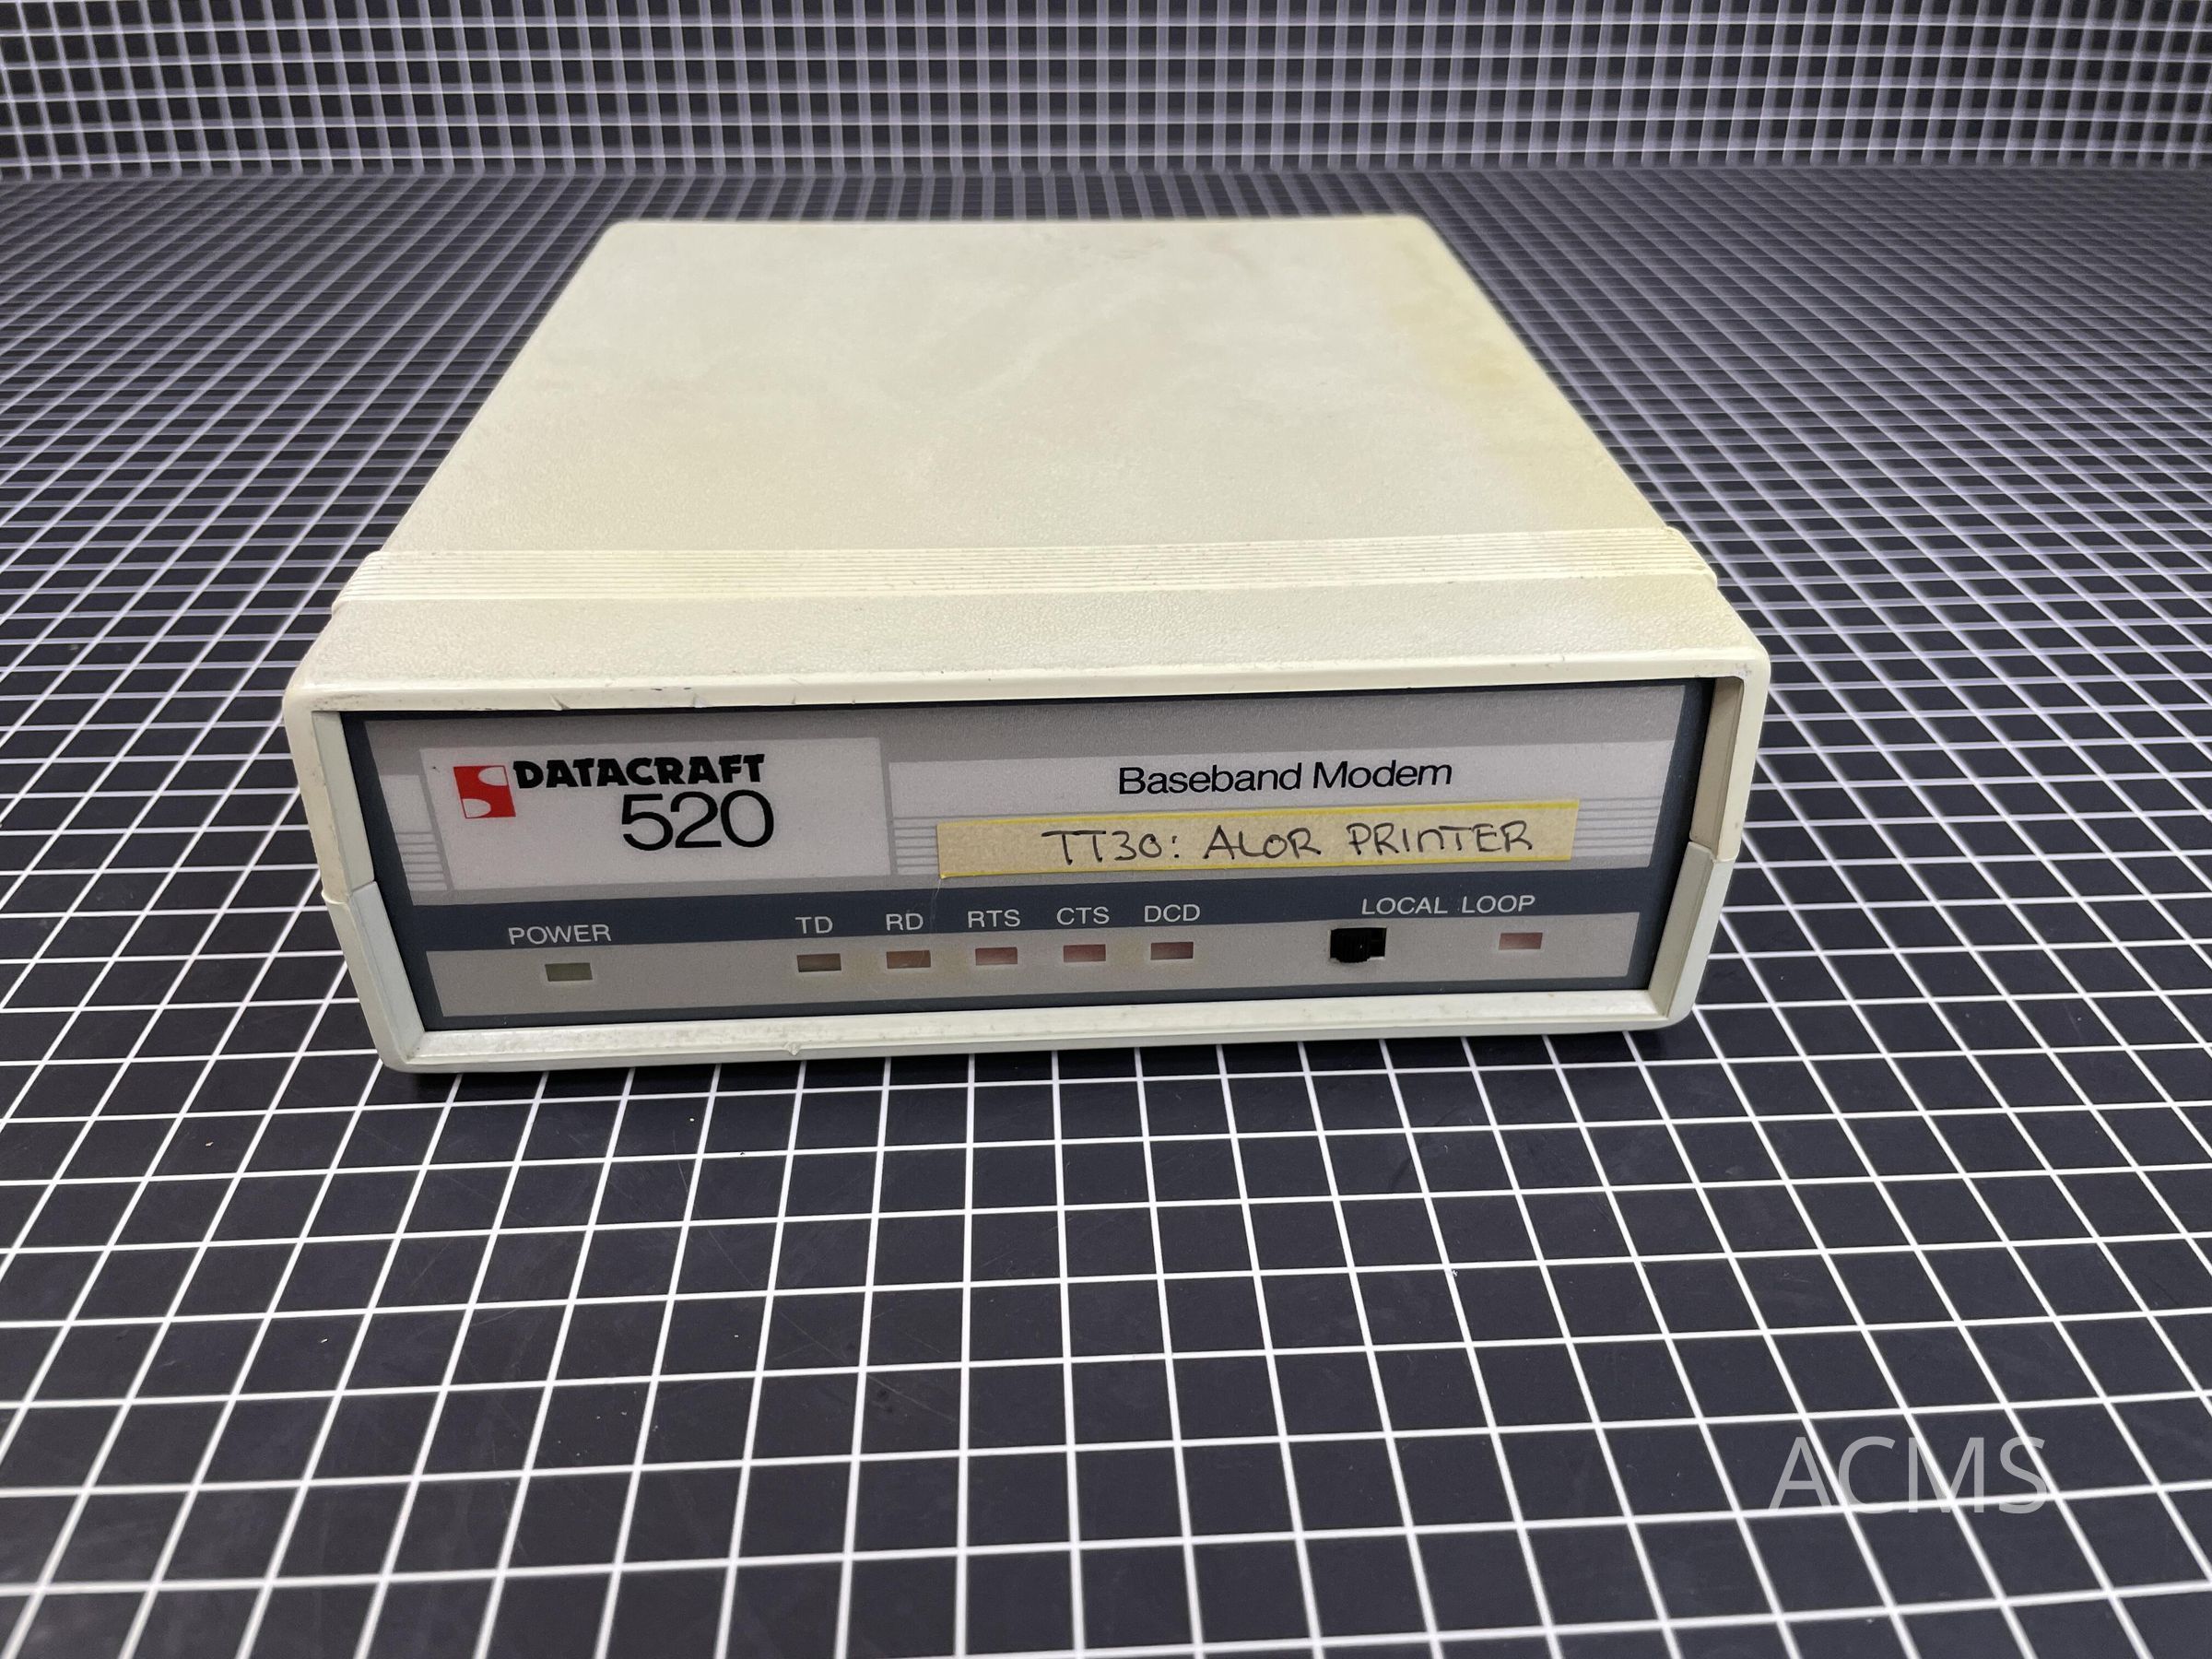 DATACRAFT
520
Baseband Modem
TT30: ALOR PRINTER
POWER
TD RD RTS CTS DCD
LOCAL LOOP
ACMS